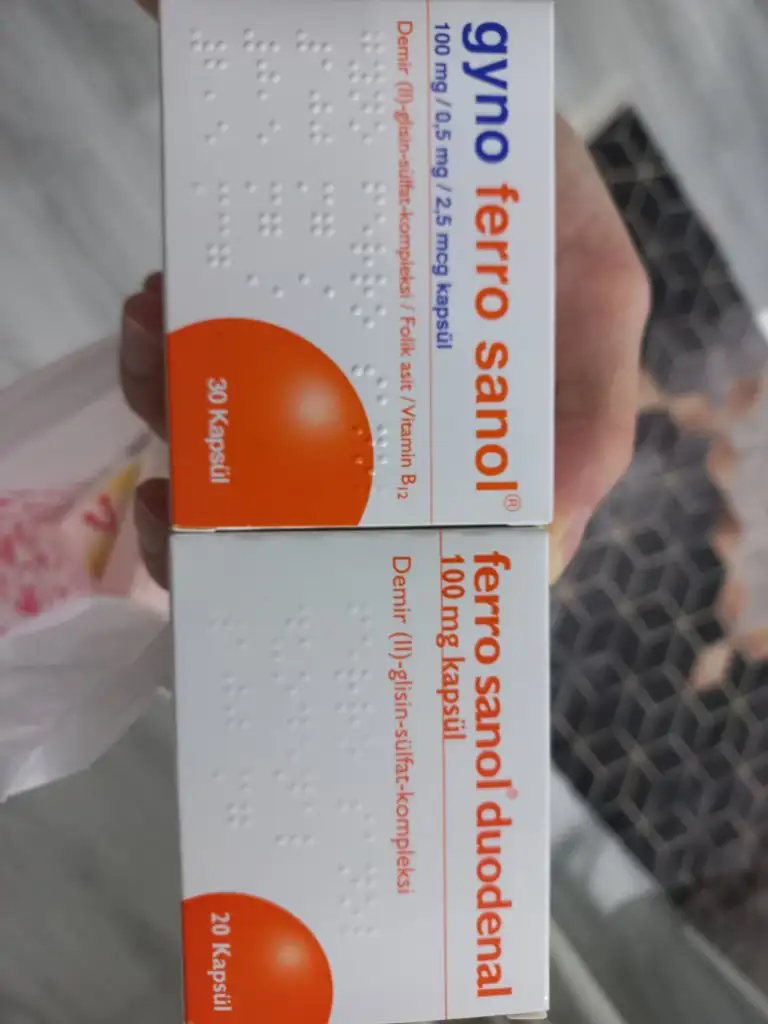 gyno ferro sanol®
100 mg / 0,5 mg / 2,5 mcg kapsül
Demir (II)-glisin-sülfat-kompleksi / Folik asit / Vitamin B12
30 Kapsül
ferro sanol® duodenal
100 mg kapsül
Demir (II)-glisin-sülfat-kompleksi
20 Kapsül